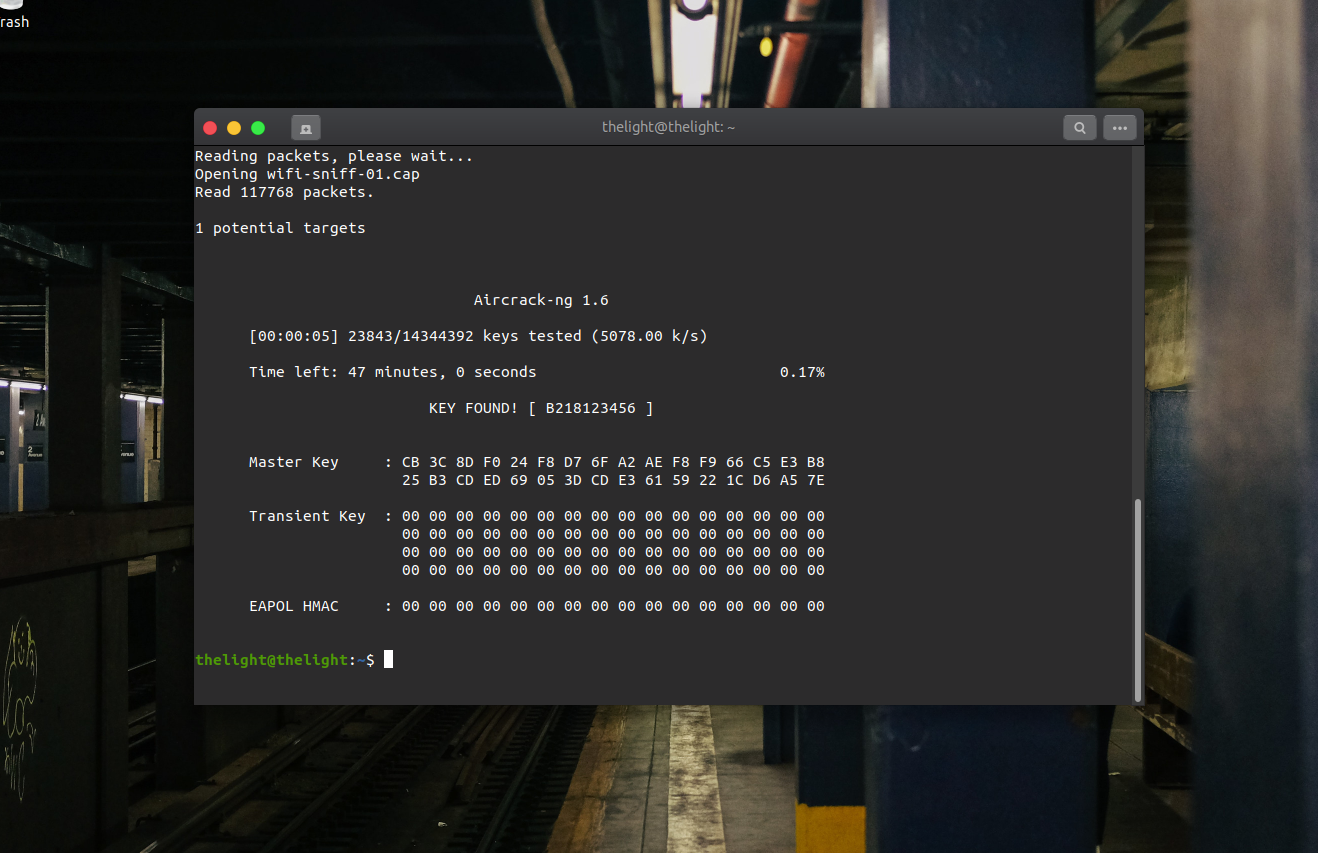 rash
thelight@thelight: ~
Reading packets, please wait...
Opening wifi-sniff-01.cap
Read 117768 packets.
1 potential targets
Aircrack-ng 1.6
[00:00:05] 23843/14344392 keys tested (5078.00 k/s)
Time left: 47 minutes, 0 seconds 0.17%
KEY FOUND! [ B218123456 ]
Master Key : CB 3C 8D F0 24 F8 D7 6F A2 AE F8 F9 66 C5 E3 B8
25 B3 CD ED 69 05 3D CD E3 61 59 22 1C D6 A5 7E
Transient Key : 00 00 00 00 00 00 00 00 00 00 00 00 00 00 00 00
00 00 00 00 00 00 00 00 00 00 00 00 00 00 00 00
00 00 00 00 00 00 00 00 00 00 00 00 00 00 00 00
00 00 00 00 00 00 00 00 00 00 00 00 00 00 00 00
EAPOL HMAC : 00 00 00 00 00 00 00 00 00 00 00 00 00 00 00 00
thelight@thelight:~$
2
Avenue